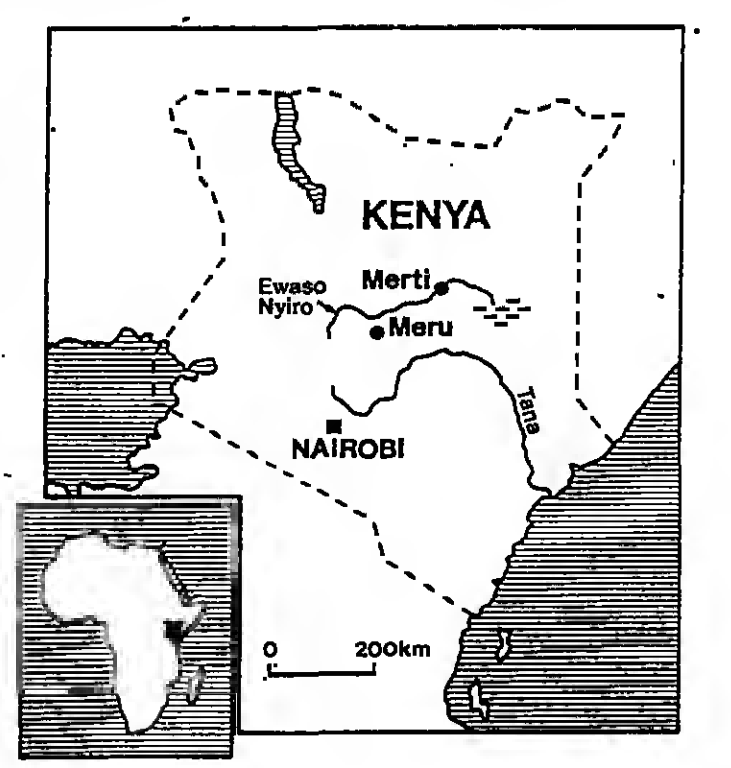 KENYA
Ewaso
Nyiro
Merti
Meru
Tana
NAIROBI
0 200km